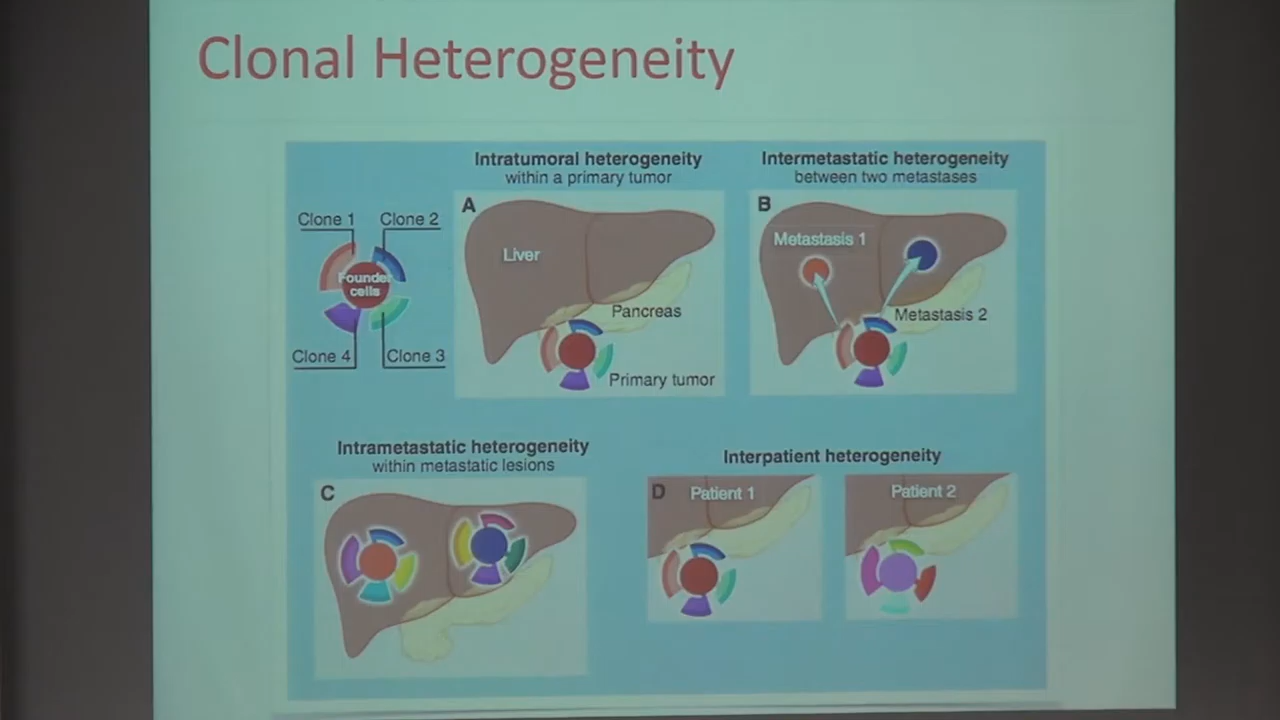 Clonal Heterogeneity
Clone 1
Clone 2
Founder
cells
Clone 4
Clone 3
Intratumoral heterogeneity
within a primary tumor
A
Liver
Pancreas
Primary tumor
Intermetastatic heterogeneity
between two metastases
B
Metastasis 1
Metastasis 2
Intrametastatic heterogeneity
within metastatic lesions
C
Interpatient heterogeneity
D
Patient 1
Patient 2